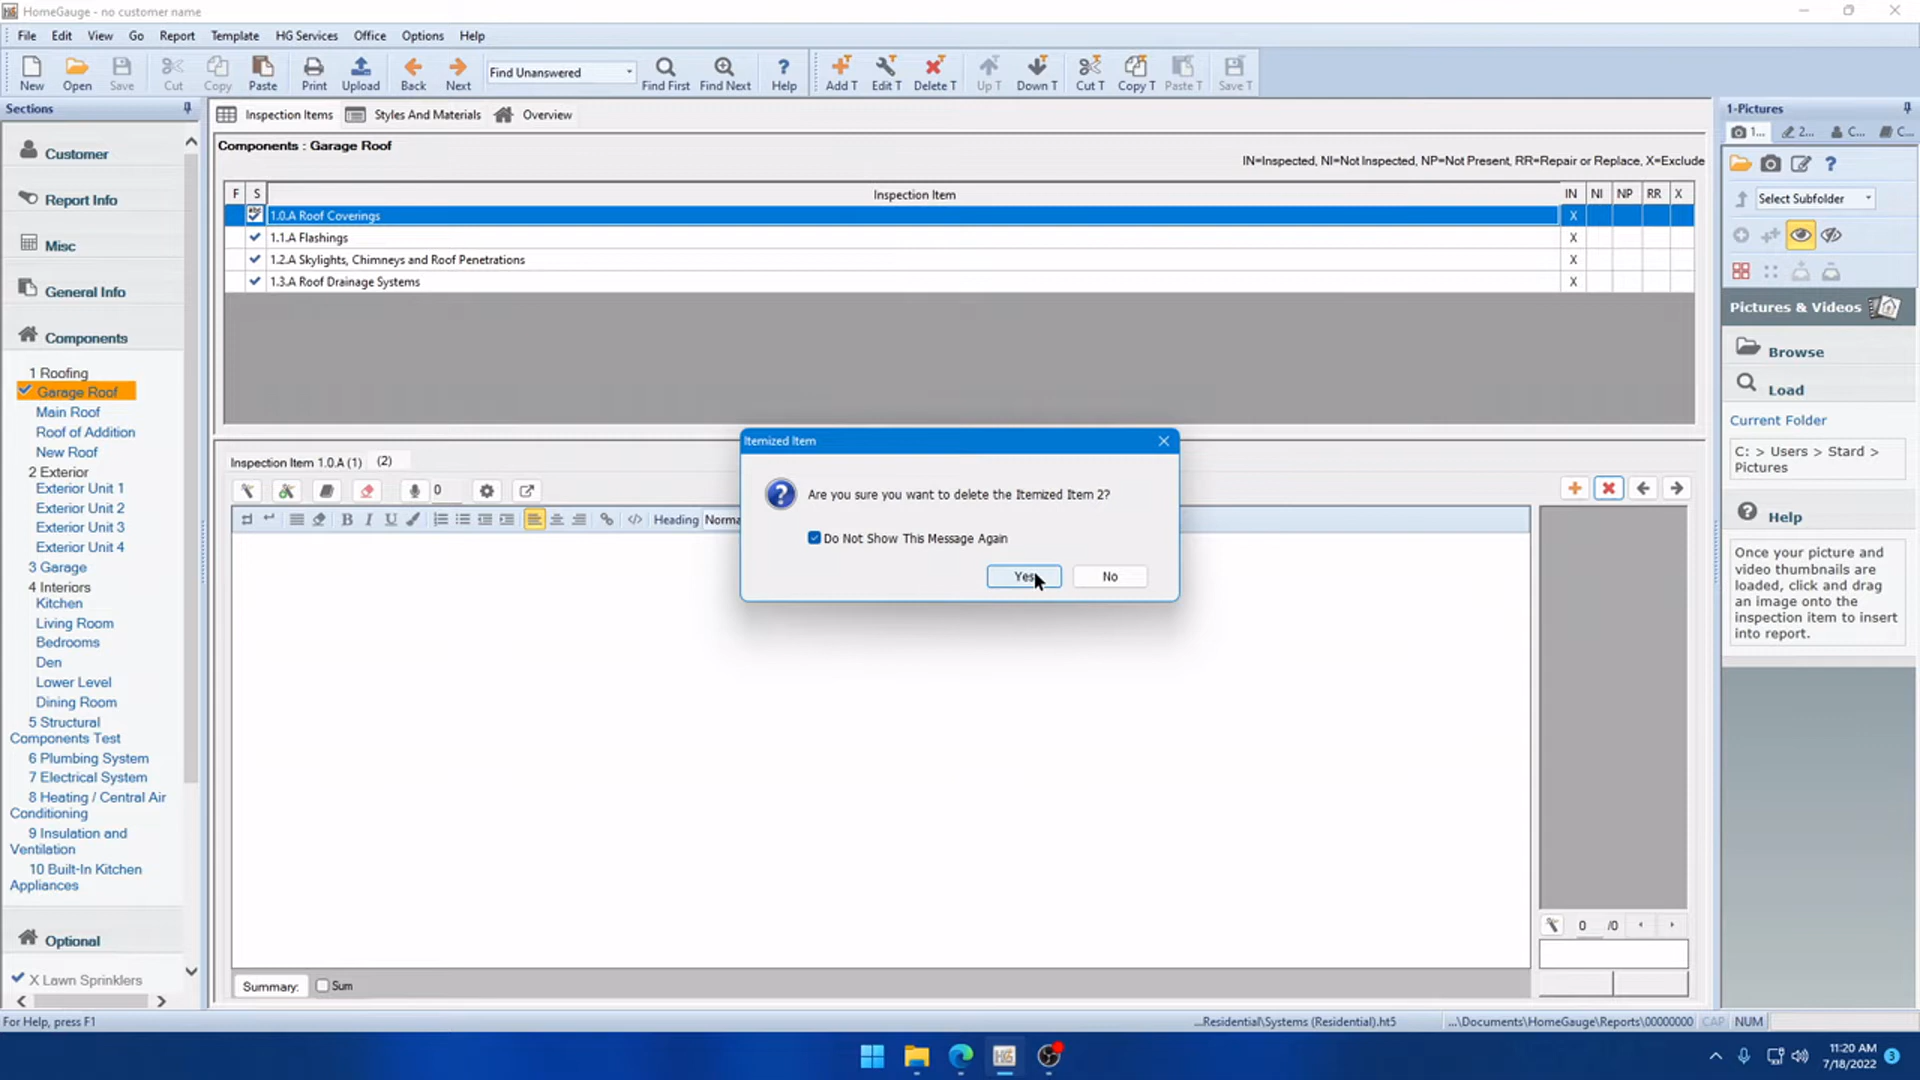 HomeGauge - no customer name
File Edit View Go Report Template HG Services Office Options Help
New Open Save Cut Copy Paste Print Upload Back Next Find Unanswered Find First Find Next Help Add T Edit T Delete T Up T Down T Cut T Copy T Paste T Save T
Sections
Customer
Report Info
Misc
General Info
Components
1 Roofing
Garage Roof
Main Roof
Roof of Addition
New Roof
2 Exterior
Exterior Unit 1
Exterior Unit 2
Exterior Unit 3
Exterior Unit 4
3 Garage
4 Interiors
Kitchen
Living Room
Bedrooms
Den
Lower Level
Dining Room
5 Structural
Components Test
6 Plumbing System
7 Electrical System
8 Heating / Central Air
Conditioning
9 Insulation and
Ventilation
10 Built-In Kitchen
Appliances
Optional
X Lawn Sprinklers
Inspection Items Styles And Materials Overview
Components : Garage Roof
IN=Inspected, NI=Not Inspected, NP=Not Present, RR=Repair or Replace, X=Exclude
F S Inspection Item IN NI NP RR X
1.0.A Roof Coverings X
1.1.A Flashings X
1.2.A Skylights, Chimneys and Roof Penetrations X
1.3.A Roof Drainage Systems X
Inspection Item 1.0.A (1) (2)
0
B I U Heading Norma
Itemized Item
Are you sure you want to delete the Itemized Item 2?
Do Not Show This Message Again
Yes No
0 /0
Summary: Sum
1-Pictures
1... 2... C... C...
Select Subfolder
Pictures & Videos
Browse
Load
Current Folder
C: > Users > Stard >
Pictures
Help
Once your picture and
video thumbnails are
loaded, click and drag
an image onto the
inspection item to insert
into report.
For Help, press F1
...Residential\Systems (Residential).ht5 ...\Documents\HomeGauge\Reports\00000000 CAP NUM
HG
11:20 AM
7/18/2022
3